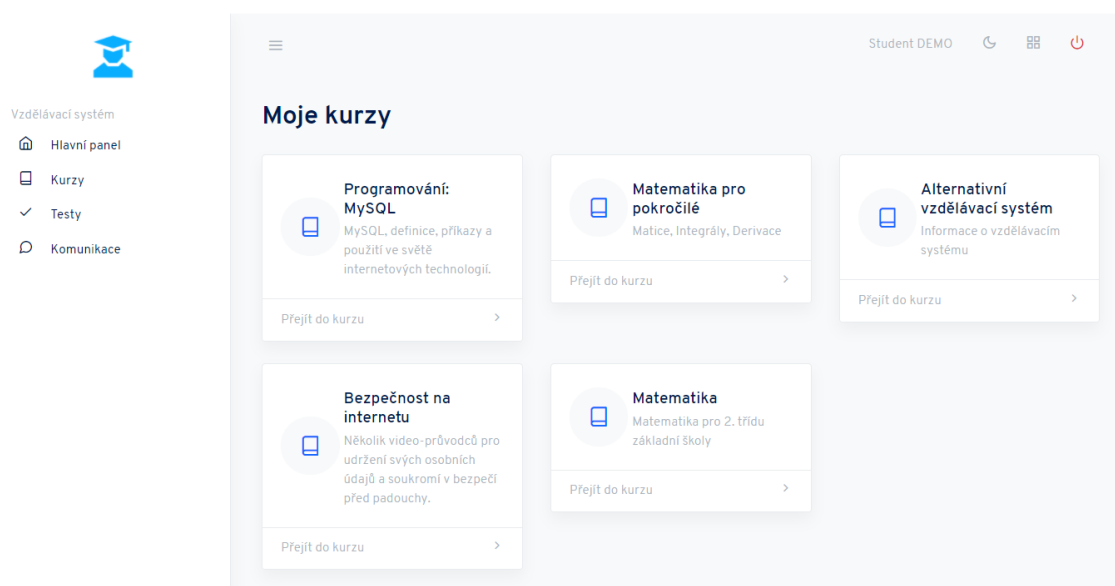 Vzdělávací systém
Hlavní panel
Kurzy
Testy
Komunikace
Student DEMO
Moje kurzy
Programování:
MySQL
MySQL, definice, příkazy a
použití ve světě
internetových technologií.
Přejít do kurzu
Matematika pro
pokročilé
Matice, Integrály, Derivace
Přejít do kurzu
Alternativní
vzdělávací systém
Informace o vzdělávacím
systému
Přejít do kurzu
Bezpečnost na
internetu
Několik video-průvodců pro
udržení svých osobních
údajů a soukromí v bezpečí
před padouchy.
Přejít do kurzu
Matematika
Matematika pro 2. třídu
základní školy
Přejít do kurzu